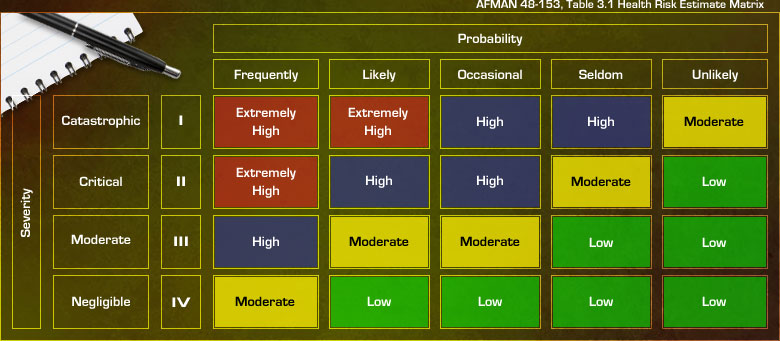 AFMAN 48-153, Table 3.1 Health Risk Estimate Matrix
Probability
Frequently Likely Occasional Seldom Unlikely
Severity
Catastrophic I Extremely High Extremely High High High Moderate
Critical II Extremely High High High Moderate Low
Moderate III High Moderate Moderate Low Low
Negligible IV Moderate Low Low Low Low